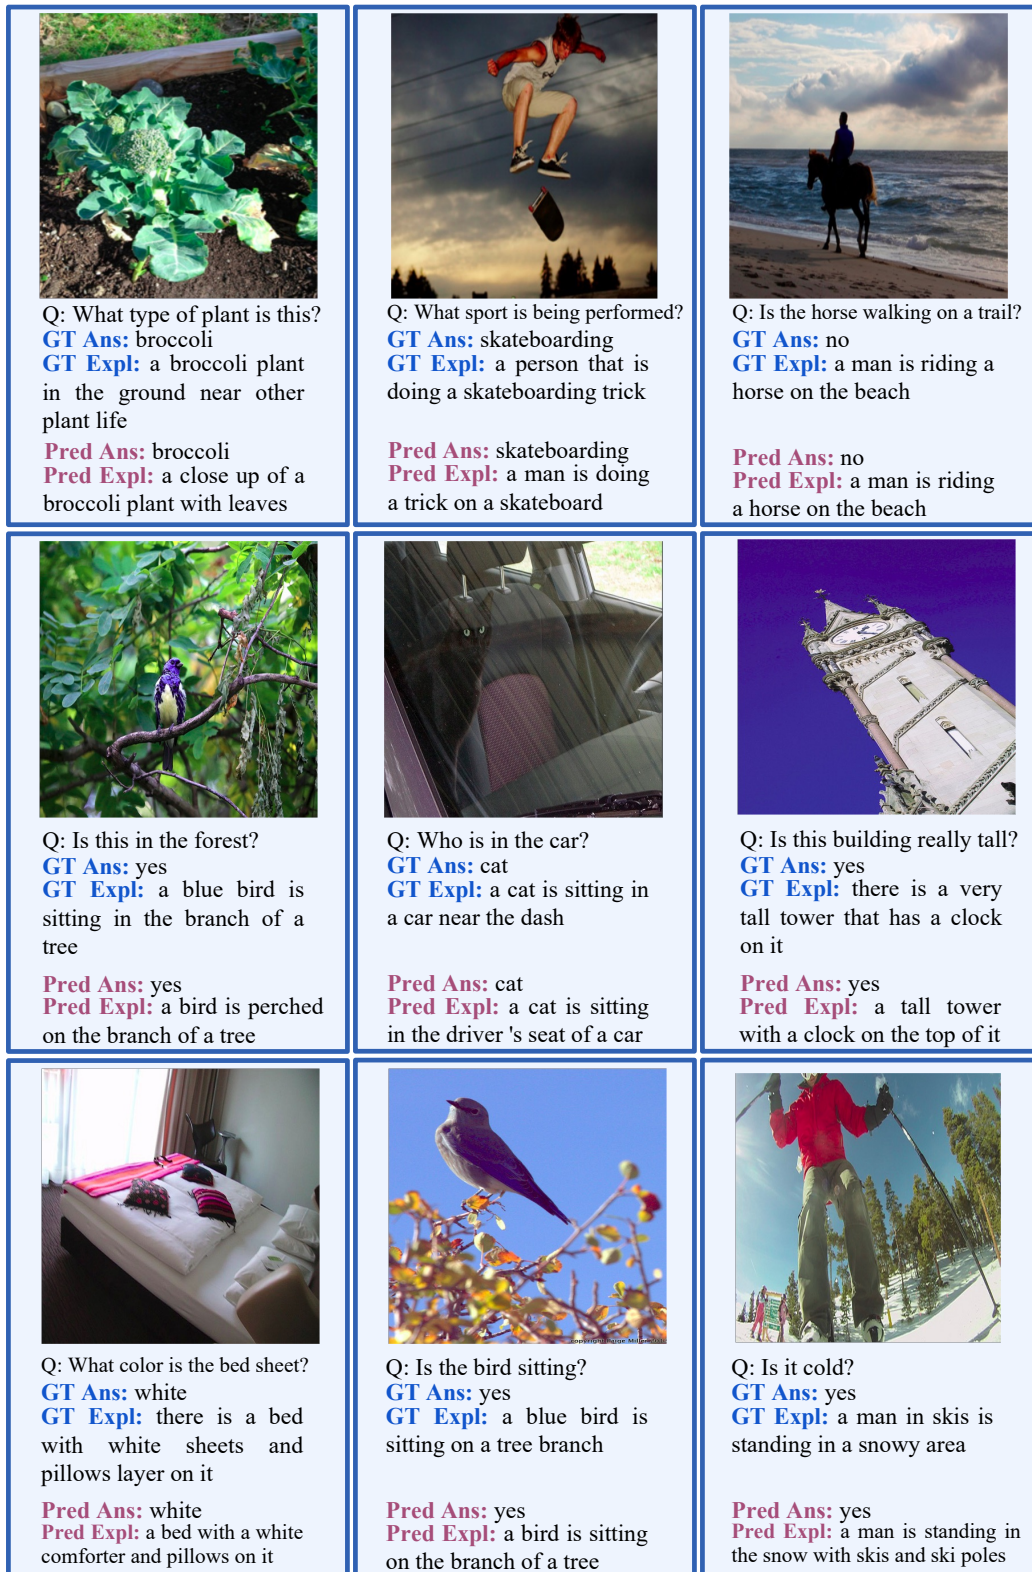 Q: What type of plant is this?
GT Ans: broccoli
GT Expl: a broccoli plant
in the ground near other
plant life
Pred Ans: broccoli
Pred Expl: a close up of a
broccoli plant with leaves
Q: What sport is being performed?
GT Ans: skateboarding
GT Expl: a person that is
doing a skateboarding trick
Pred Ans: skateboarding
Pred Expl: a man is doing
a trick on a skateboard
Q: Is the horse walking on a trail?
GT Ans: no
GT Expl: a man is riding a
horse on the beach
Pred Ans: no
Pred Expl: a man is riding
a horse on the beach
Q: Is this in the forest?
GT Ans: yes
GT Expl: a blue bird is
sitting in the branch of a
tree
Pred Ans: yes
Pred Expl: a bird is perched
on the branch of a tree
Q: Who is in the car?
GT Ans: cat
GT Expl: a cat is sitting in
a car near the dash
Pred Ans: cat
Pred Expl: a cat is sitting
in the driver 's seat of a car
Q: Is this building really tall?
GT Ans: yes
GT Expl: there is a very
tall tower that has a clock
on it
Pred Ans: yes
Pred Expl: a tall tower
with a clock on the top of it
Q: What color is the bed sheet?
GT Ans: white
GT Expl: there is a bed
with white sheets and
pillows layer on it
Pred Ans: white
Pred Expl: a bed with a white
comforter and pillows on it
Q: Is the bird sitting?
GT Ans: yes
GT Expl: a blue bird is
sitting on a tree branch
Pred Ans: yes
Pred Expl: a bird is sitting
on the branch of a tree
Q: Is it cold?
GT Ans: yes
GT Expl: a man in skis is
standing in a snowy area
Pred Ans: yes
Pred Expl: a man is standing in
the snow with skis and ski poles